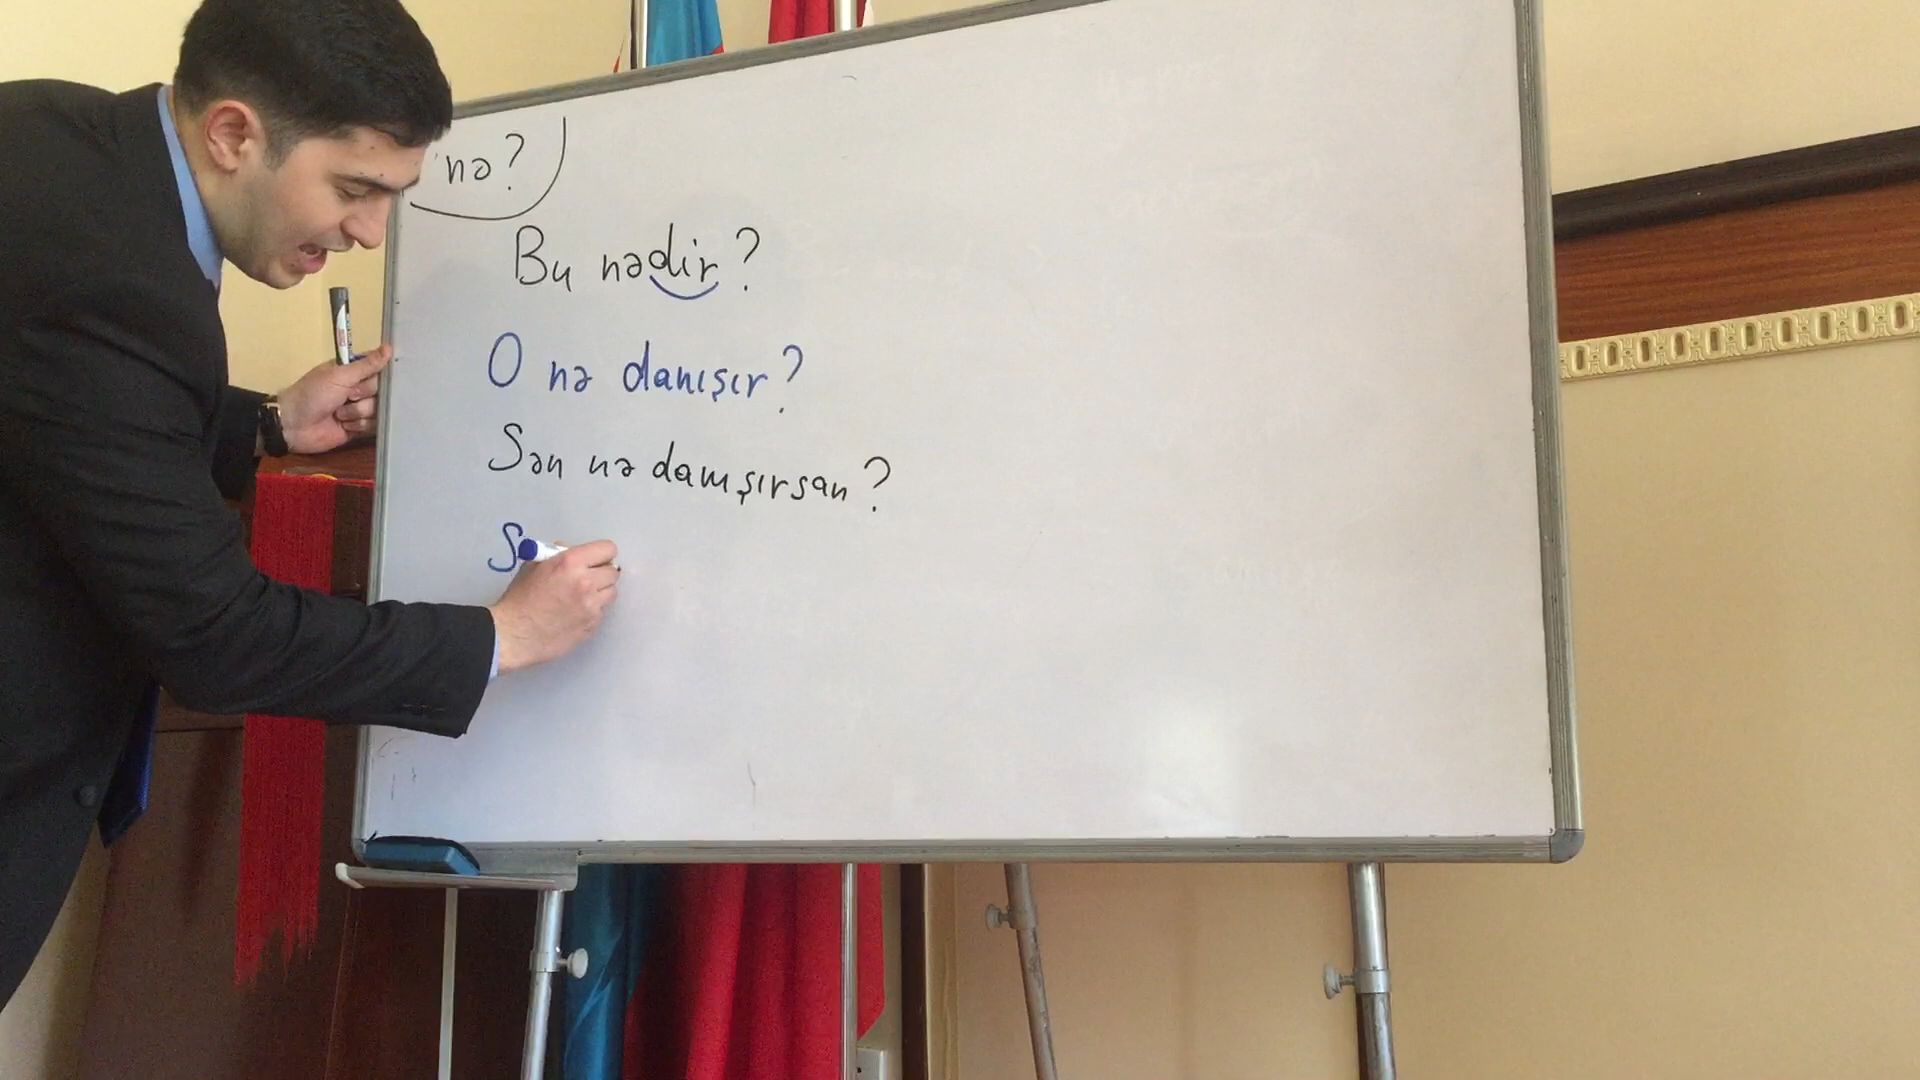 nə?
Bu nədir?
O nə danışır?
Sən nə danışırsan?
S